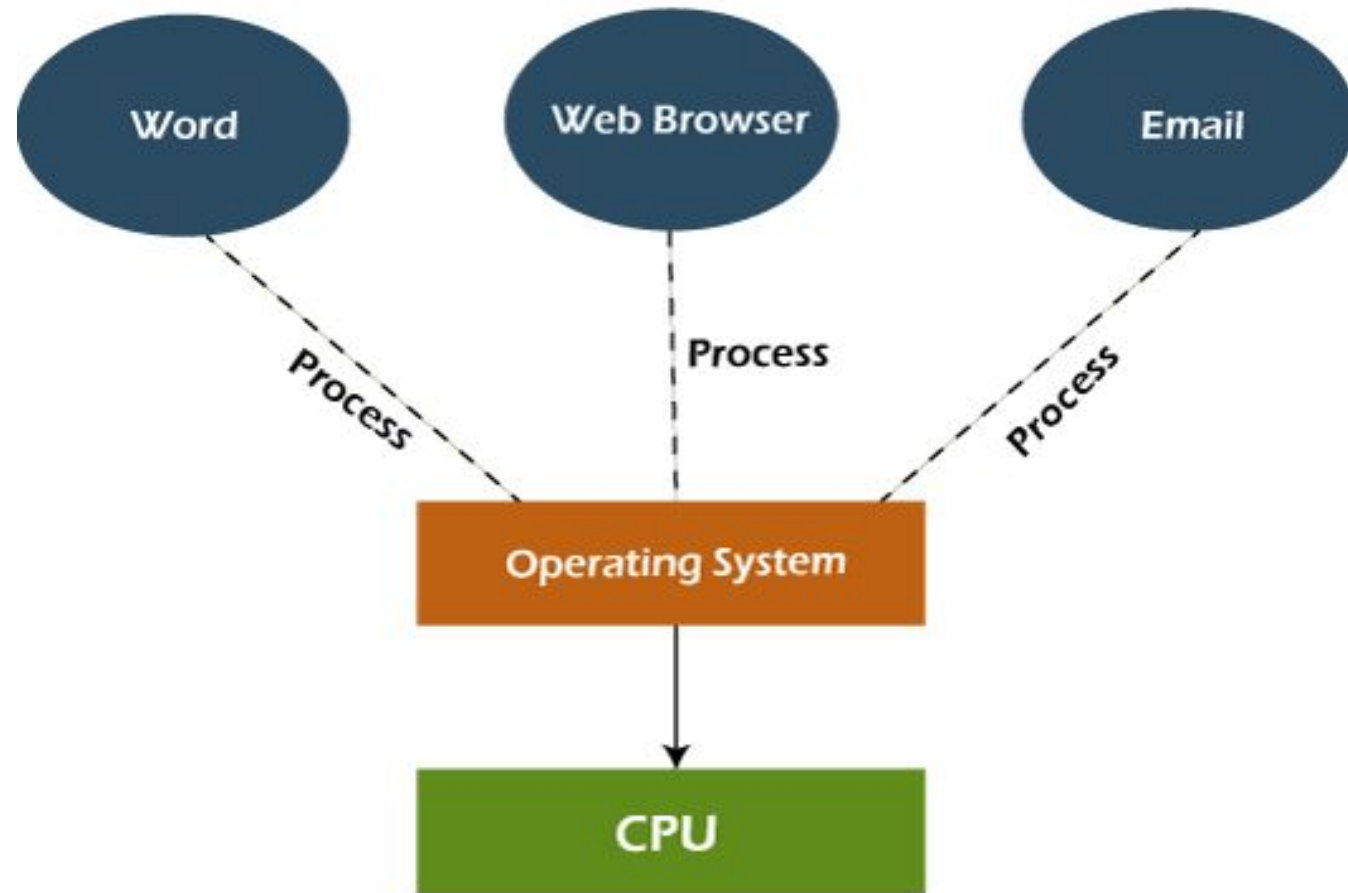 Word
Web Browser
Email
Process
Process
Process
Operating System
CPU